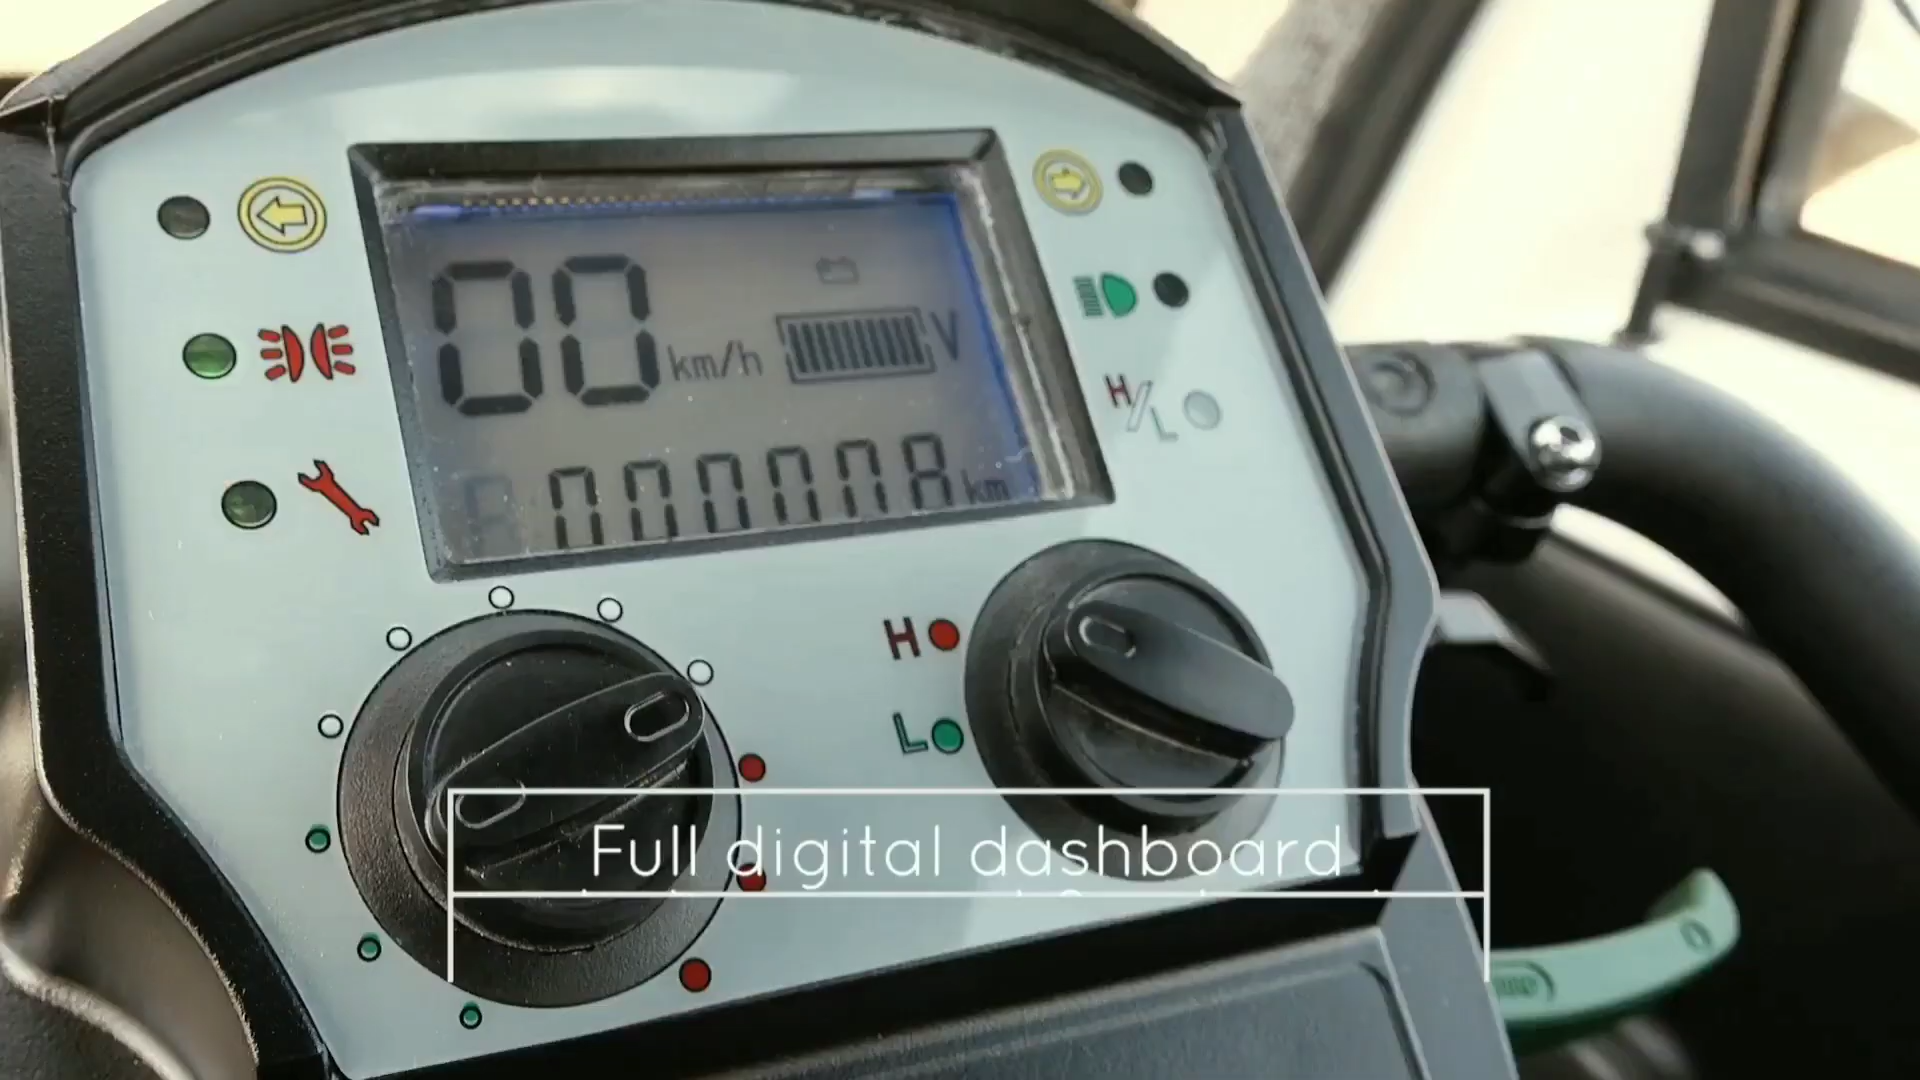 00 km/h V
000008 km
H/L
H
L
Full digital dashboard